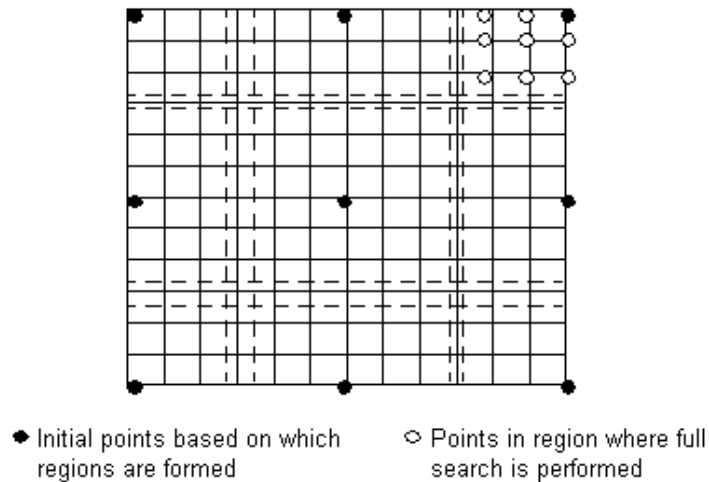 Initial points based on which
regions are formed
Points in region where full
search is performed